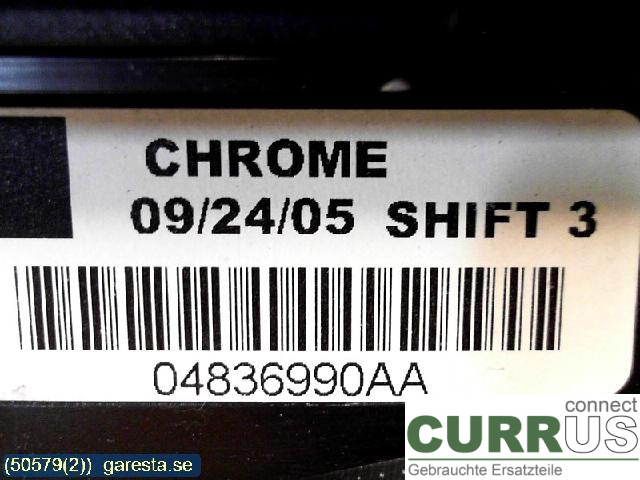 CHROME
09/24/05 SHIFT 3
04836990AA
connect
CURRUS
Gebrauchte Ersatzteile
(50579(2)) garesta.se